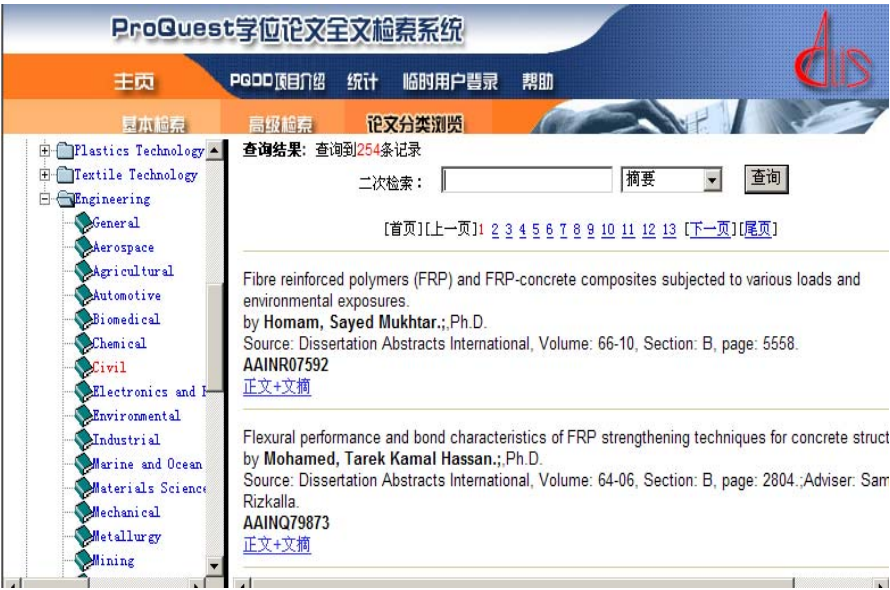 ProQuest学位论文全文检索系统
主页 PQDD项目介绍 统计 临时用户登录 帮助
基本检索 高级检索 论文分类浏览
Plastics Technology
Textile Technology
Engineering
General
Aerospace
Agricultural
Automotive
Biomedical
Chemical
Civil
Electronics and
Environmental
Industrial
Marine and Ocean
Materials Science
Mechanical
Metallurgy
Mining
查询结果: 查询到254条记录
二次检索: 摘要 查询
[首页][上一页]1 2 3 4 5 6 7 8 9 10 11 12 13 [下一页][尾页]
Fibre reinforced polymers (FRP) and FRP-concrete composites subjected to various loads and
environmental exposures.
by Homam, Sayed Mukhtar.;,Ph.D.
Source: Dissertation Abstracts International, Volume: 66-10, Section: B, page: 5558.
AAINR07592
正文+文摘
Flexural performance and bond characteristics of FRP strengthening techniques for concrete struct
by Mohamed, Tarek Kamal Hassan.;,Ph.D.
Source: Dissertation Abstracts International, Volume: 64-06, Section: B, page: 2804.;Adviser: Sam
Rizkalla.
AAINQ79873
正文+文摘